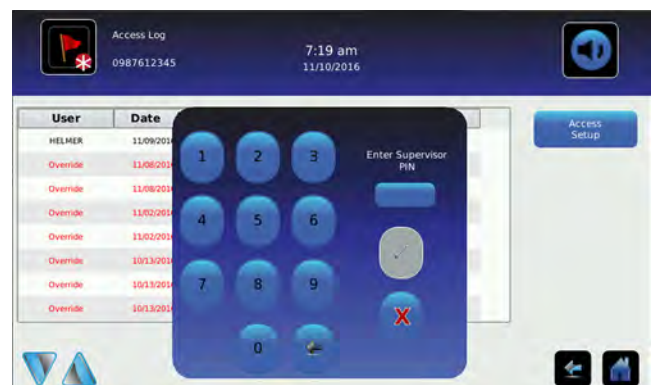 Access Log
0987612345
7:19 am
11/10/2016
User Date
HELMER 11/09/201
Override 11/08/201
Override 11/08/201
Override 11/02/201
Override 11/02/201
Override 10/13/201
Override 10/13/201
Override 10/13/201
Access
Setup
Enter Supervisor
PIN
1 2 3
4 5 6
7 8 9
0
X